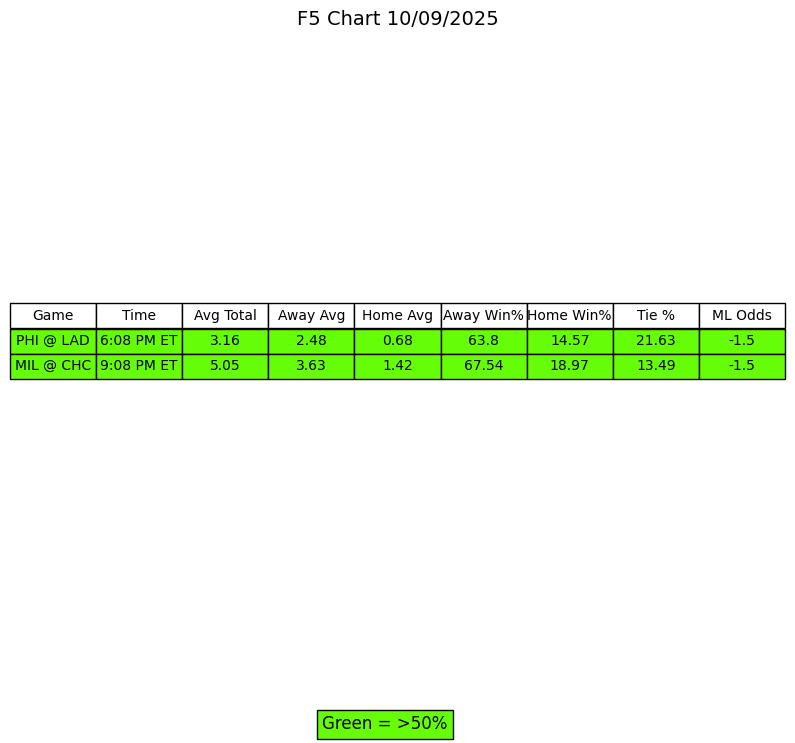 F5 Chart 10/09/2025
Game Time Avg Total Away Avg Home Avg Away Win% Home Win% Tie % ML Odds
PHI @ LAD 6:08 PM ET 3.16 2.48 0.68 63.8 14.57 21.63 -1.5
MIL @ CHC 9:08 PM ET 5.05 3.63 1.42 67.54 18.97 13.49 -1.5
Green = >50%